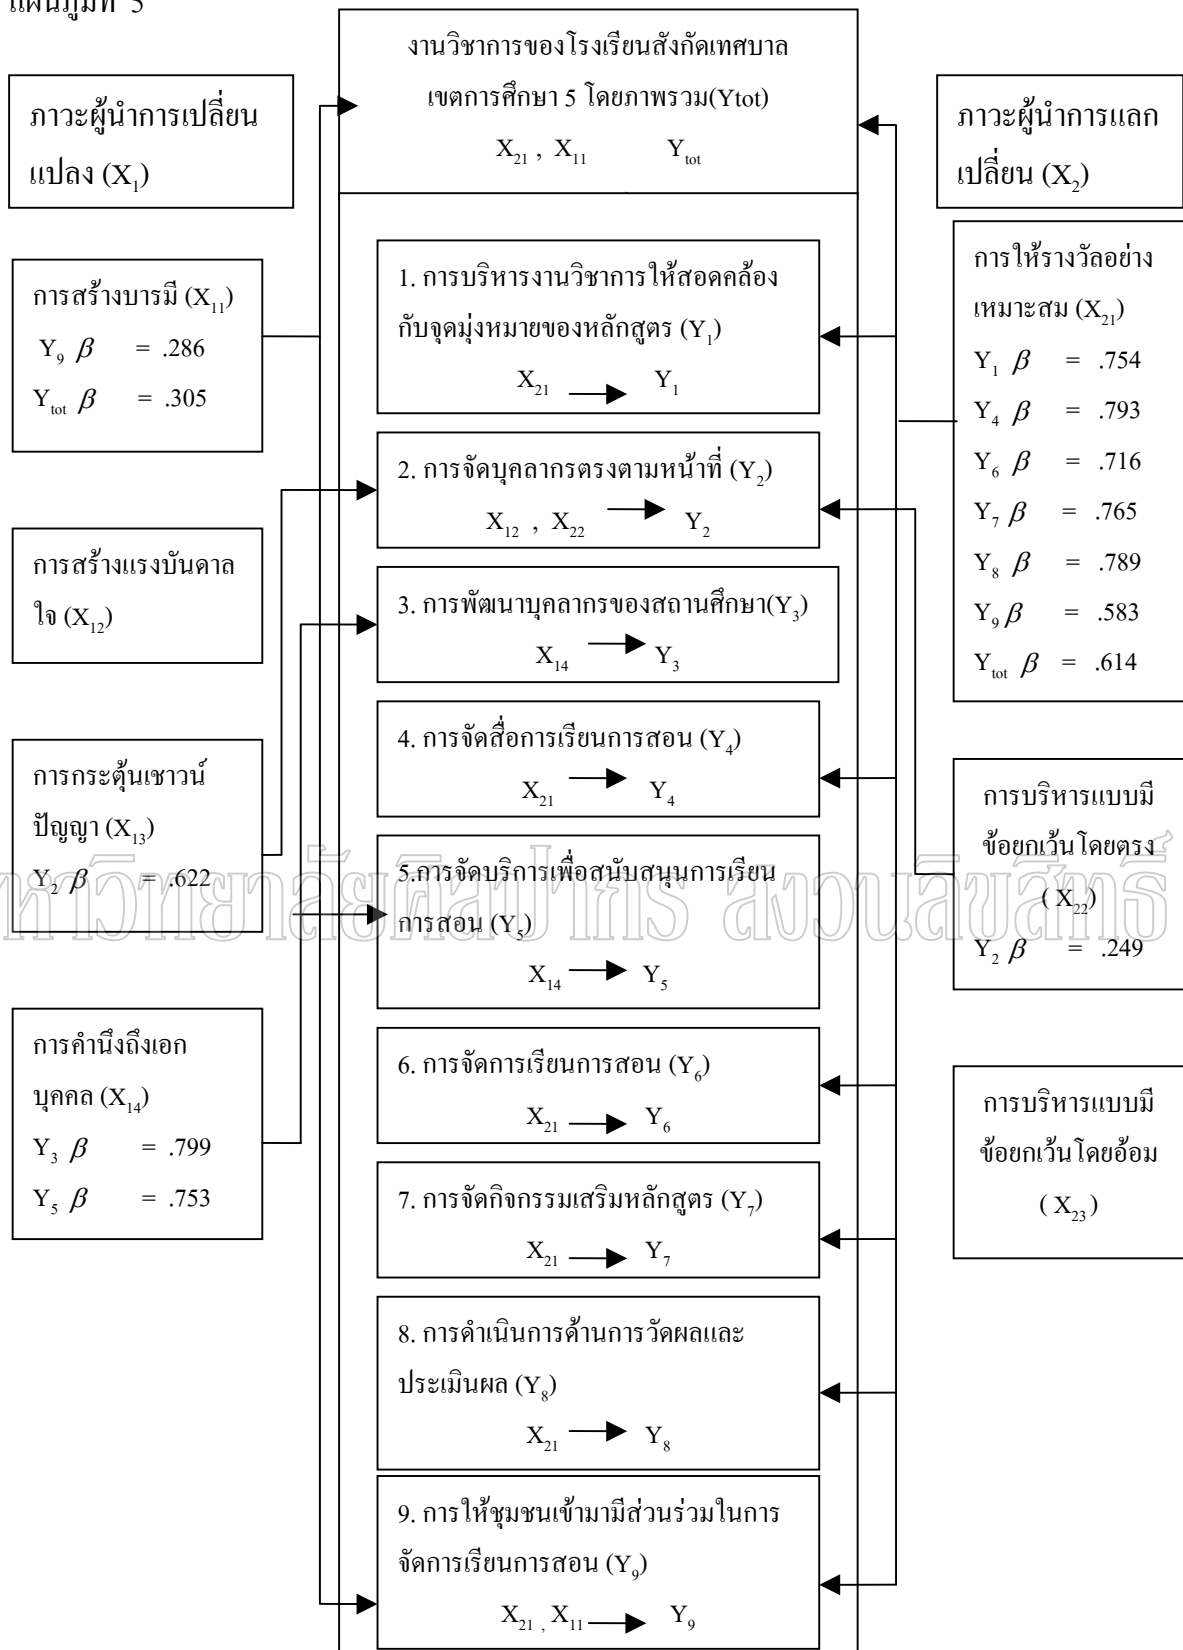 แผนภูมิที่ 5
งานวิชาการของโรงเรียนสังกัดเทศบาล
เขตการศึกษา 5 โดยภาพรวม(Ytot)
X21 , X11 Ytot
ภาวะผู้นำการเปลี่ยน
แปลง (X1)
การสร้างบารมี (X11)
Y9 β = .286
Ytot β = .305
การสร้างแรงบันดาล
ใจ (X12)
การกระตุ้นเชาวน์
ปัญญา (X13)
Y2 β = .622
การคำนึงถึงเอก
บุคคล (X14)
Y3 β = .799
Y5 β = .753
1. การบริหารงานวิชาการให้สอดคล้อง
กับจุดมุ่งหมายของหลักสูตร (Y1)
X21 → Y1
2. การจัดบุคลากรตรงตามหน้าที่ (Y2)
X12 , X22 → Y2
3. การพัฒนาบุคลากรของสถานศึกษา(Y3)
X14 → Y3
4. การจัดสื่อการเรียนการสอน (Y4)
X21 → Y4
5.การจัดบริการเพื่อสนับสนุนการเรียน
การสอน (Y5)
X14 → Y5
6. การจัดการเรียนการสอน (Y6)
X21 → Y6
7. การจัดกิจกรรมเสริมหลักสูตร (Y7)
X21 → Y7
8. การดำเนินการด้านการวัดผลและ
ประเมินผล (Y8)
X21 → Y8
9. การให้ชุมชนเข้ามามีส่วนร่วมในการ
จัดการเรียนการสอน (Y9)
X21 , X11 → Y9
ภาวะผู้นำการแลก
เปลี่ยน (X2)
การให้รางวัลอย่าง
เหมาะสม (X21)
Y1 β = .754
Y4 β = .793
Y6 β = .716
Y7 β = .765
Y8 β = .789
Y9 β = .583
Ytot β = .614
การบริหารแบบมี
ข้อยกเว้นโดยตรง
( X22)
Y2 β = .249
การบริหารแบบมี
ข้อยกเว้นโดยอ้อม
( X23 )
หาวิทยาลัยศิลปากร สงวนลิขสิทธิ์